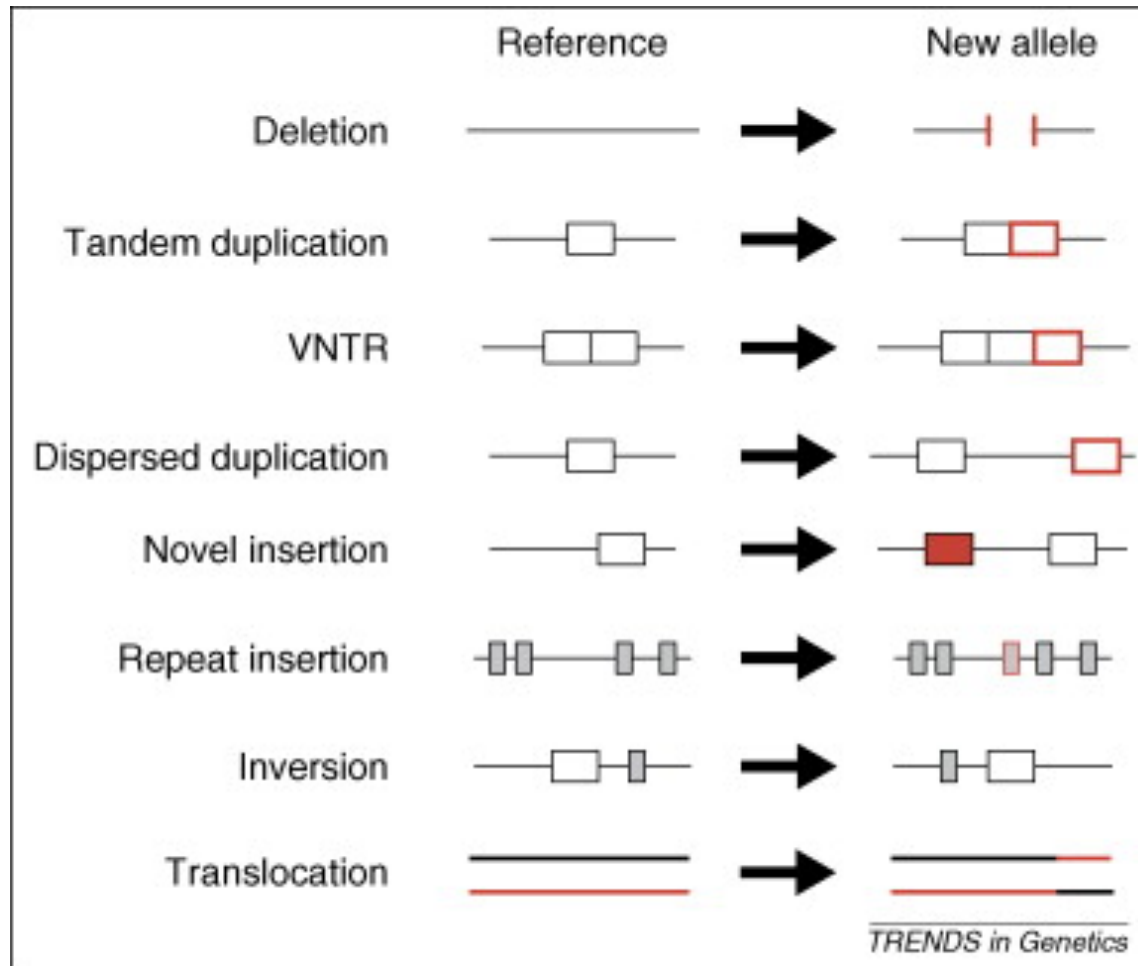 Reference New allele
Deletion
Tandem duplication
VNTR
Dispersed duplication
Novel insertion
Repeat insertion
Inversion
Translocation
TRENDS in Genetics